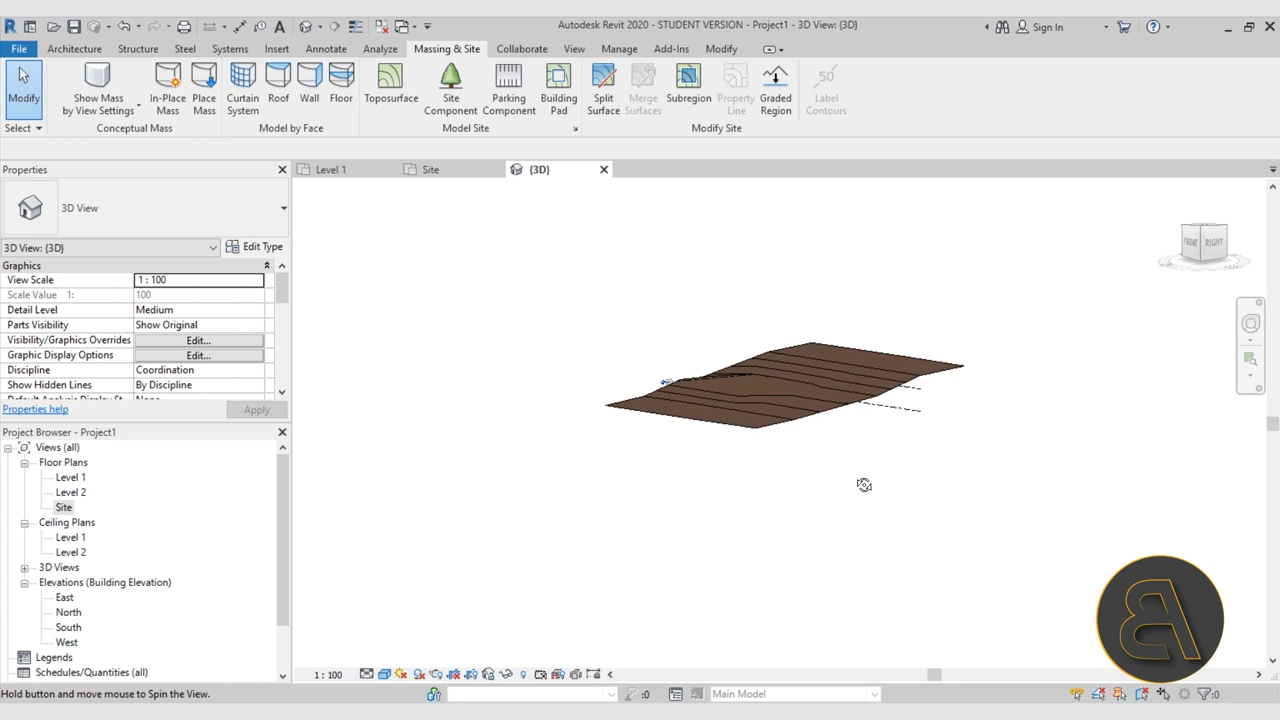 Autodesk Revit 2020 - STUDENT VERSION - Project1 - 3D View: {3D}
Sign In
File Architecture Structure Steel Systems Insert Annotate Analyze Massing & Site Collaborate View Manage Add-Ins Modify
Modify
Show Mass by View Settings
In-Place Mass
Place Mass
Curtain System
Roof
Wall
Floor
Toposurface
Site Component
Parking Component
Building Pad
Split Surface
Merge Surfaces
Subregion
Property Line
Graded Region
50
Label Contours
Select Conceptual Mass Model by Face Model Site Modify Site
Properties
Level 1 Site {3D}
3D View
3D View: {3D} Edit Type
Graphics
View Scale 1 : 100
Scale Value 1: 100
Detail Level Medium
Parts Visibility Show Original
Visibility/Graphics Overrides Edit...
Graphic Display Options Edit...
Discipline Coordination
Show Hidden Lines By Discipline
Properties help Apply
FRONT RIGHT
Project Browser - Project1
Views (all)
Floor Plans
Level 1
Level 2
Site
Ceiling Plans
Level 1
Level 2
3D Views
Elevations (Building Elevation)
East
North
South
West
Legends
Schedules/Quantities (all)
1 : 100
Hold button and move mouse to Spin the View.
:0 Main Model :0